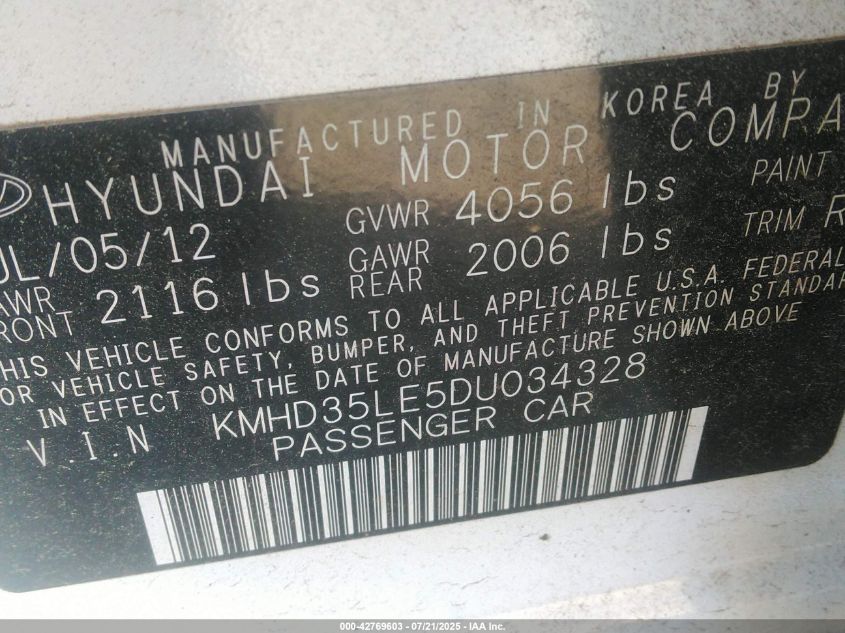 MANUFACTURED IN KOREA BY
HYUNDAI MOTOR COMPA
UL/05/12 GVWR 4056 lbs PAINT
AWR RONT 2116 lbs GAWR REAR 2006 lbs TRIM R
HIS VEHICLE CONFORMS TO ALL APPLICABLE U.S.A. FEDERAL
OR VEHICLE SAFETY, BUMPER, AND THEFT PREVENTION STANDAR
IN EFFECT ON THE DATE OF MANUFACTURE SHOWN ABOVE
V.I.N KMHD35LE5DU034328
PASSENGER CAR
000-42769603 - 07/21/2025 - IAA Inc.